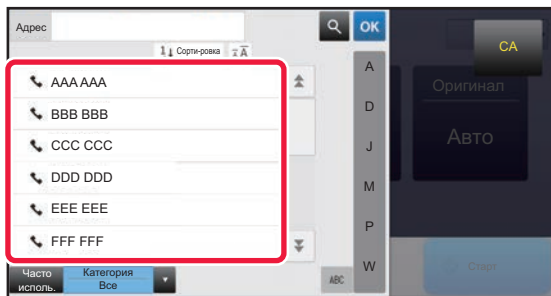 Адрес
OK
CA
1↓ Сорти-ровка
AAA AAA
BBB BBB
CCC CCC
DDD DDD
EEE EEE
FFF FFF
A
D
J
M
P
W
ABC
Часто исполь.
Категория
Все
Оригинал
Авто
Старт